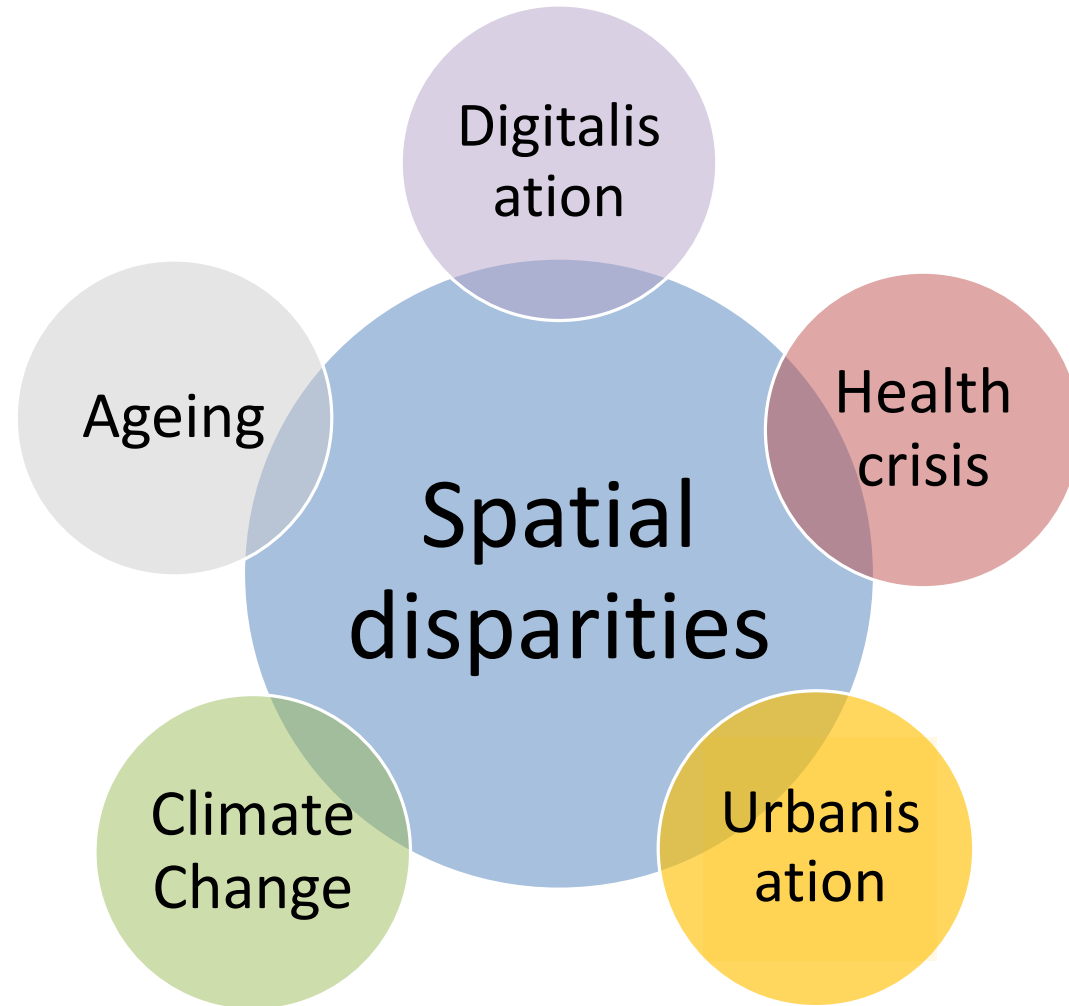 Digitalis
ation
Health
crisis
Ageing
Spatial
disparities
Urbanis
ation
Climate
Change